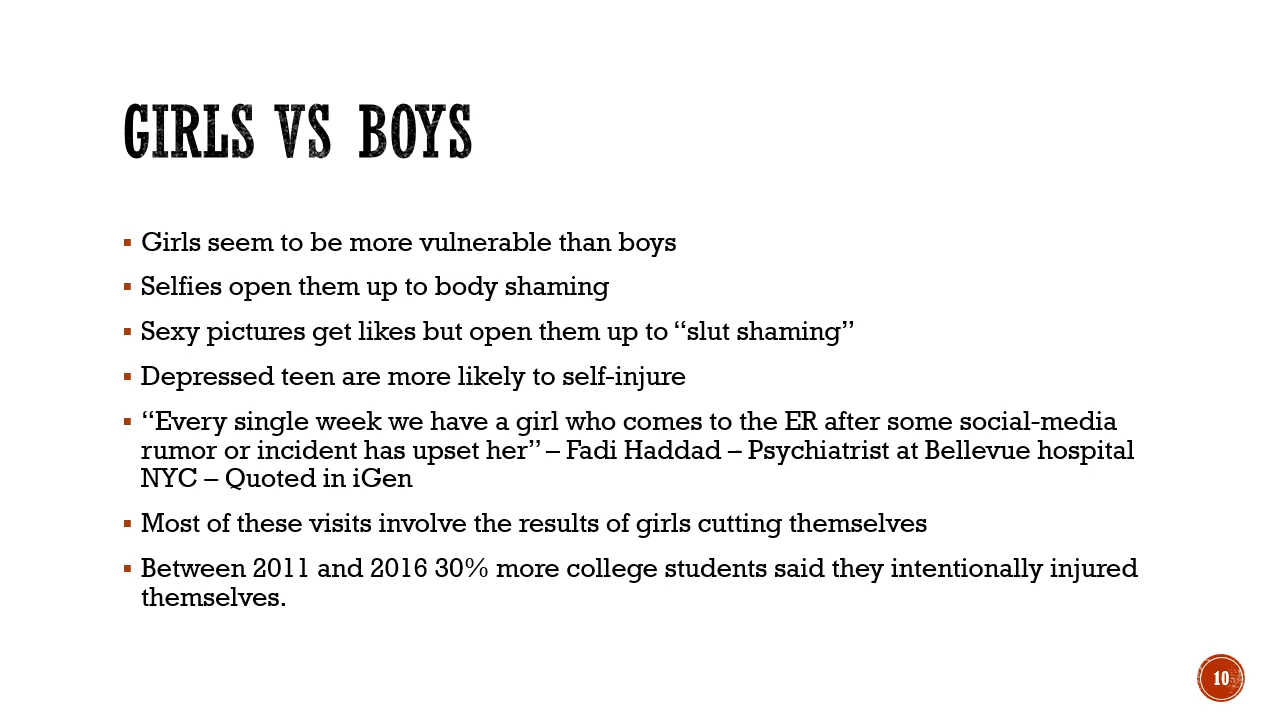 GIRLS VS BOYS
▪ Girls seem to be more vulnerable than boys
▪ Selfies open them up to body shaming
▪ Sexy pictures get likes but open them up to “slut shaming”
▪ Depressed teen are more likely to self-injure
▪ “Every single week we have a girl who comes to the ER after some social-media
rumor or incident has upset her” – Fadi Haddad – Psychiatrist at Bellevue hospital
NYC – Quoted in iGen
▪ Most of these visits involve the results of girls cutting themselves
▪ Between 2011 and 2016 30% more college students said they intentionally injured
themselves.
10